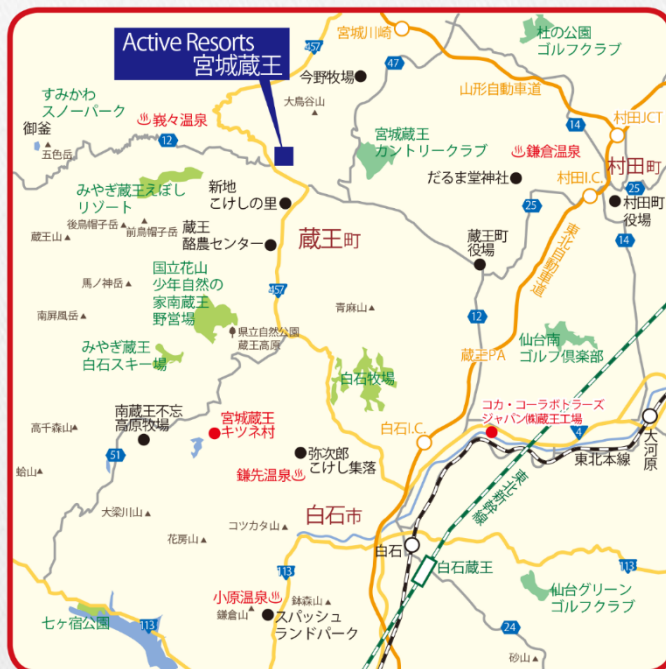 Active Resorts
宮城蔵王
457
宮城川崎
杜の公園
ゴルフクラブ
今野牧場
47
山形自動車道
すみかわ
スノーパーク
大鳥谷山
御釜
五色岳
峩々温泉
12
宮城蔵王
カントリークラブ
14
村田JCT
鎌倉温泉
村田町
だるま堂神社
村田I.C.
25
みやぎ蔵王えぼし
リゾート
新地
こけしの里
25
村田町
役場
後烏帽子岳
前烏帽子岳
蔵王山
蔵王
酪農センター
蔵王町
蔵王町
役場
東北自動車道
14
国立花山
少年自然の
家南蔵王
野営場
馬ノ神岳
457
南屏風岳
青麻山
12
県立自然公園
蔵王高原
仙台南
ゴルフ倶楽部
みやぎ蔵王
白石スキー場
蔵王PA
白石牧場
南蔵王不忘
高原牧場
宮城蔵王
キツネ村
コカ・コーラボトラーズ
ジャパン㈱蔵王工場
高千森山
白石I.C.
4
大河原
弥次郎
こけし集落
東北本線
51
蛤山
鎌先温泉
東北新幹線
大梁川山
白石市
コツカタ山
花房山
白石
白石蔵王
113
113
小原温泉
鉢森山
鎌倉山
スパッシュ
ランドパーク
仙台グリーン
ゴルフクラブ
七ヶ宿公園
113
24
砂山